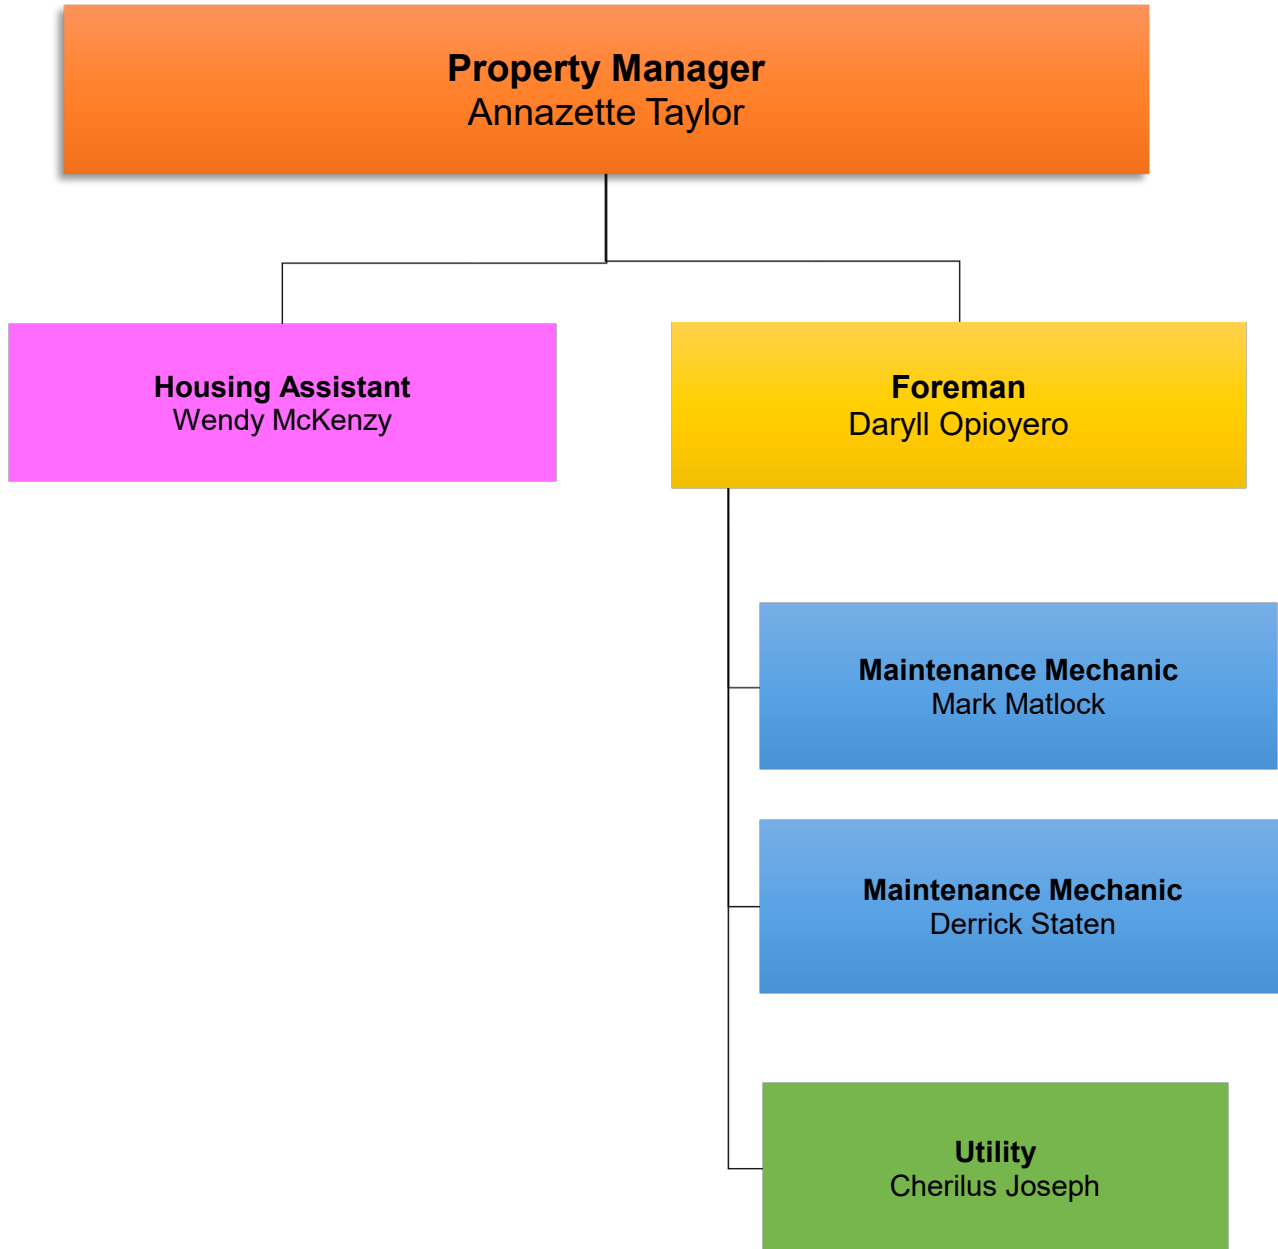 Property Manager
Annazette Taylor
Housing Assistant
Wendy McKenzy
Foreman
Daryll Opioyero
Maintenance Mechanic
Mark Matlock
Maintenance Mechanic
Derrick Staten
Utility
Cherilus Joseph